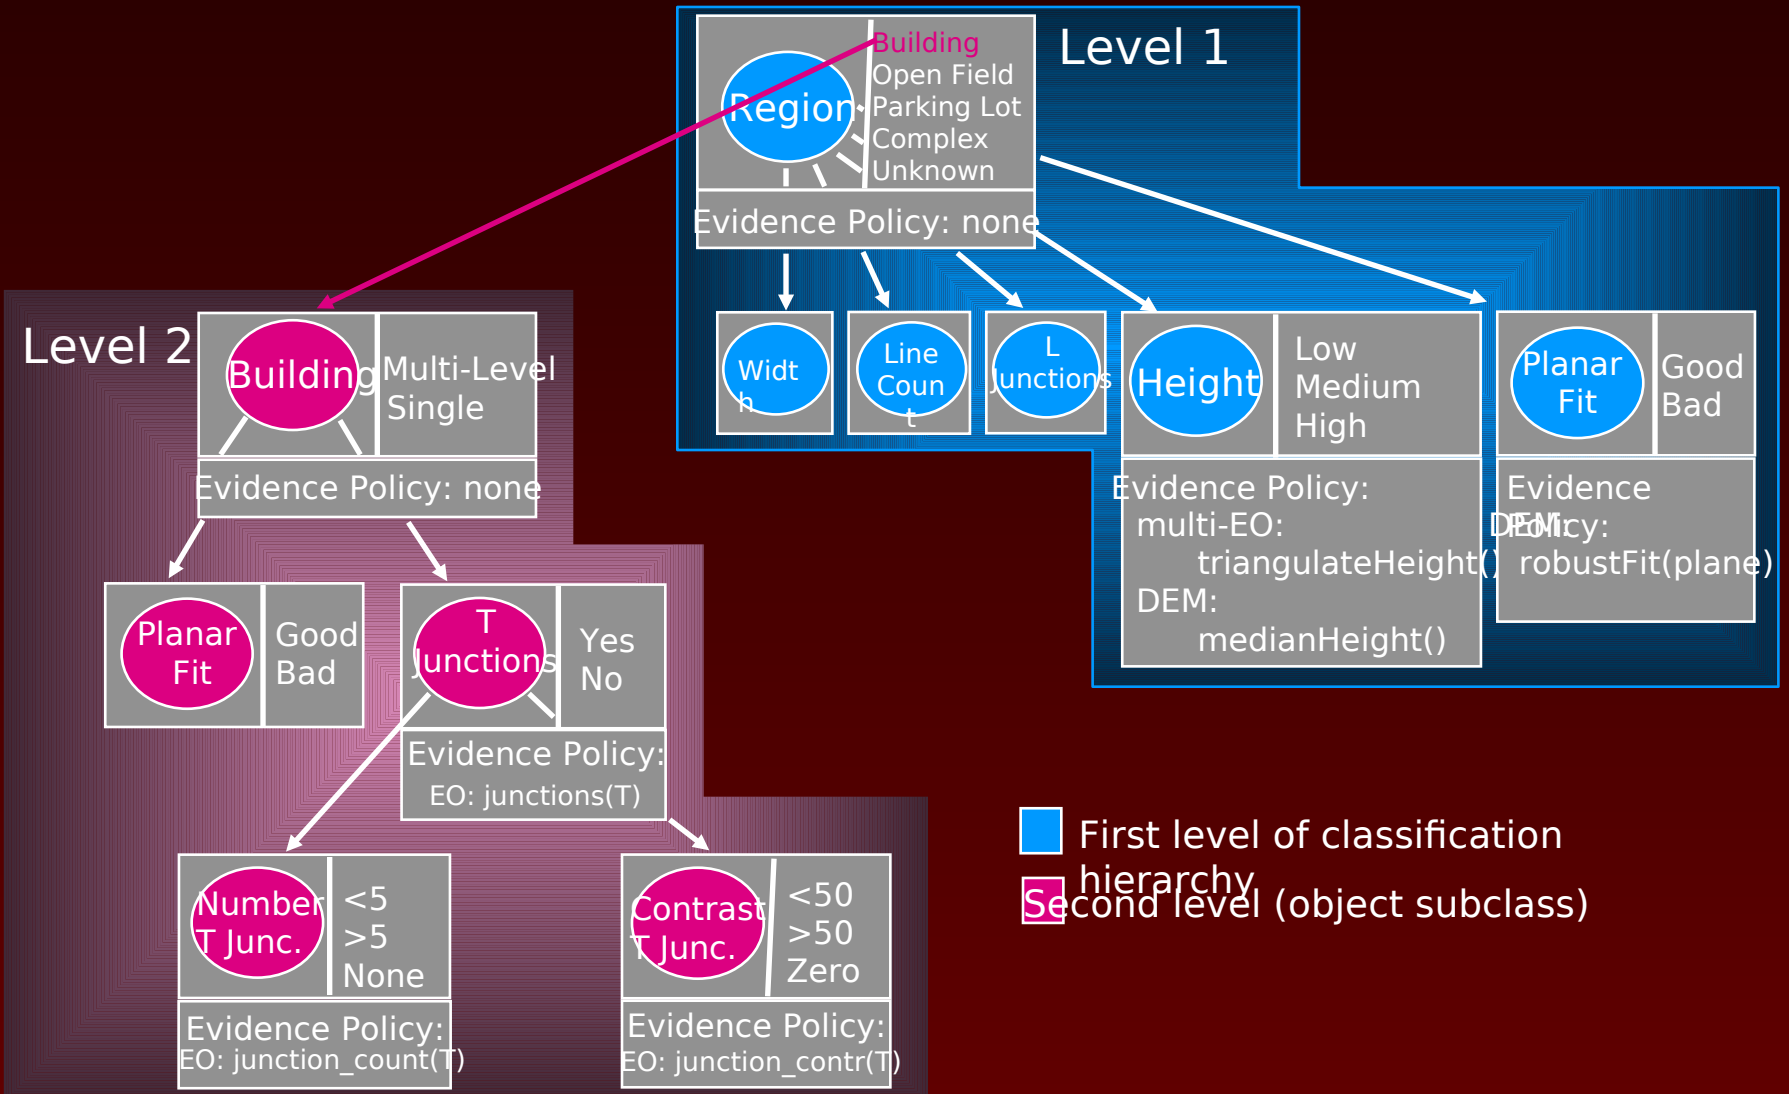 Level 1
Region
Building
Open Field
Parking Lot
Complex
Unknown
Evidence Policy: none
Widt
h
Line
Coun
t
L
Junctions
Height
Low
Medium
High
Evidence Policy:
multi-EO:
triangulateHeight()
DEM:
medianHeight()
Planar
Fit
Good
Bad
Evidence
Policy:
DEM:
robustFit(plane)
Level 2
Building
Multi-Level
Single
Evidence Policy: none
Planar
Fit
Good
Bad
T
Junctions
Yes
No
Evidence Policy:
EO: junctions(T)
Number
T Junc.
<5
>5
None
Evidence Policy:
EO: junction_count(T)
Contrast
T Junc.
<50
>50
Zero
Evidence Policy:
EO: junction_contr(T)
First level of classification
hierarchy
Second level (object subclass)